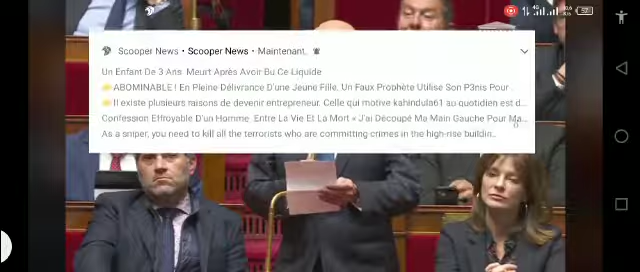 Scooper News • Scooper News • Maintenant.
Un Enfant De 3 Ans Meurt Après Avoir Bu Ce Liquide
👉ABOMINABLE ! En Pleine Délivrance D'une Jeune Fille, Un Faux Prophète Utilise Son P3nis Pour
👉Il existe plusieurs raisons de devenir entrepreneur. Celle qui motive kahindula61 au quotidien est d...
Confession Effroyable D'un Homme Entre La Vie Et La Mort « J'ai Découpé Ma Main Gauche Pour Ma...
As a sniper, you need to kill all the terrorists who are committing crimes in the high-rise buildin...